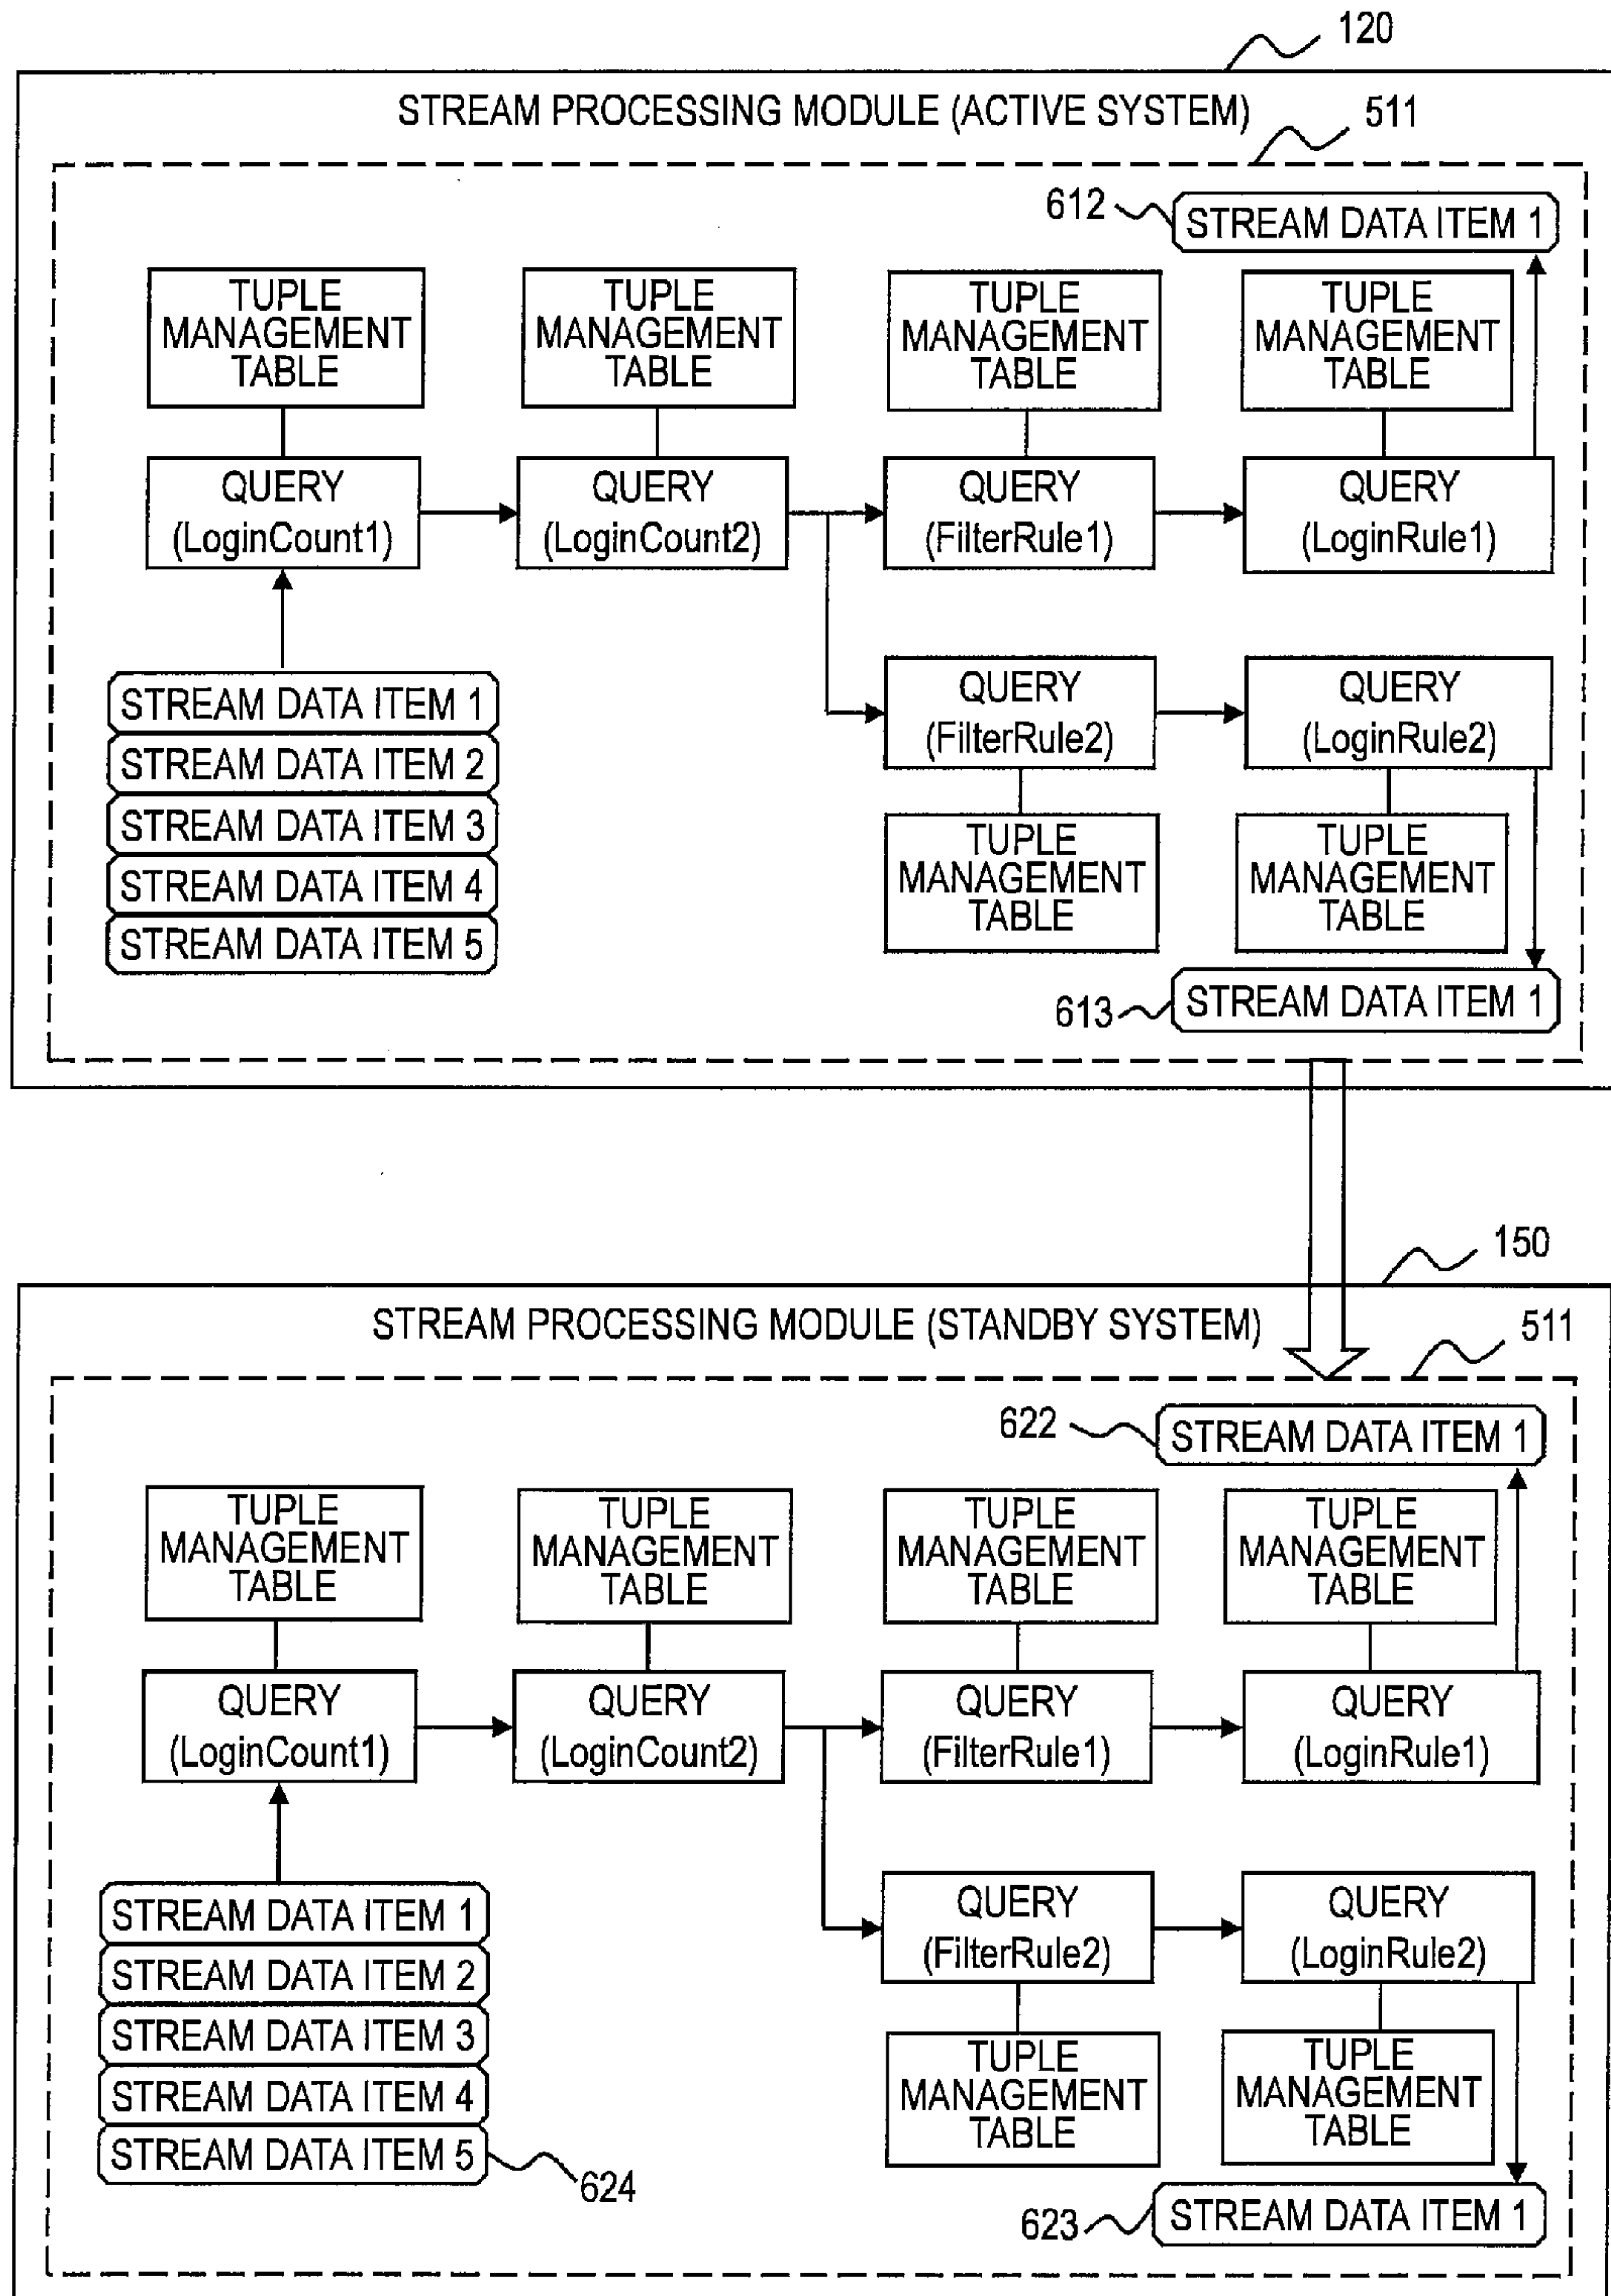 120
STREAM PROCESSING MODULE (ACTIVE SYSTEM)
511
612
STREAM DATA ITEM 1
TUPLE
MANAGEMENT
TABLE
TUPLE
MANAGEMENT
TABLE
TUPLE
MANAGEMENT
TABLE
TUPLE
MANAGEMENT
TABLE
QUERY
(LoginCount1)
QUERY
(LoginCount2)
QUERY
(FilterRule1)
QUERY
(LoginRule1)
STREAM DATA ITEM 1
STREAM DATA ITEM 2
STREAM DATA ITEM 3
STREAM DATA ITEM 4
STREAM DATA ITEM 5
QUERY
(FilterRule2)
QUERY
(LoginRule2)
TUPLE
MANAGEMENT
TABLE
TUPLE
MANAGEMENT
TABLE
613
STREAM DATA ITEM 1
150
STREAM PROCESSING MODULE (STANDBY SYSTEM)
511
622
STREAM DATA ITEM 1
TUPLE
MANAGEMENT
TABLE
TUPLE
MANAGEMENT
TABLE
TUPLE
MANAGEMENT
TABLE
TUPLE
MANAGEMENT
TABLE
QUERY
(LoginCount1)
QUERY
(LoginCount2)
QUERY
(FilterRule1)
QUERY
(LoginRule1)
STREAM DATA ITEM 1
STREAM DATA ITEM 2
STREAM DATA ITEM 3
STREAM DATA ITEM 4
STREAM DATA ITEM 5
624
QUERY
(FilterRule2)
QUERY
(LoginRule2)
TUPLE
MANAGEMENT
TABLE
TUPLE
MANAGEMENT
TABLE
623
STREAM DATA ITEM 1